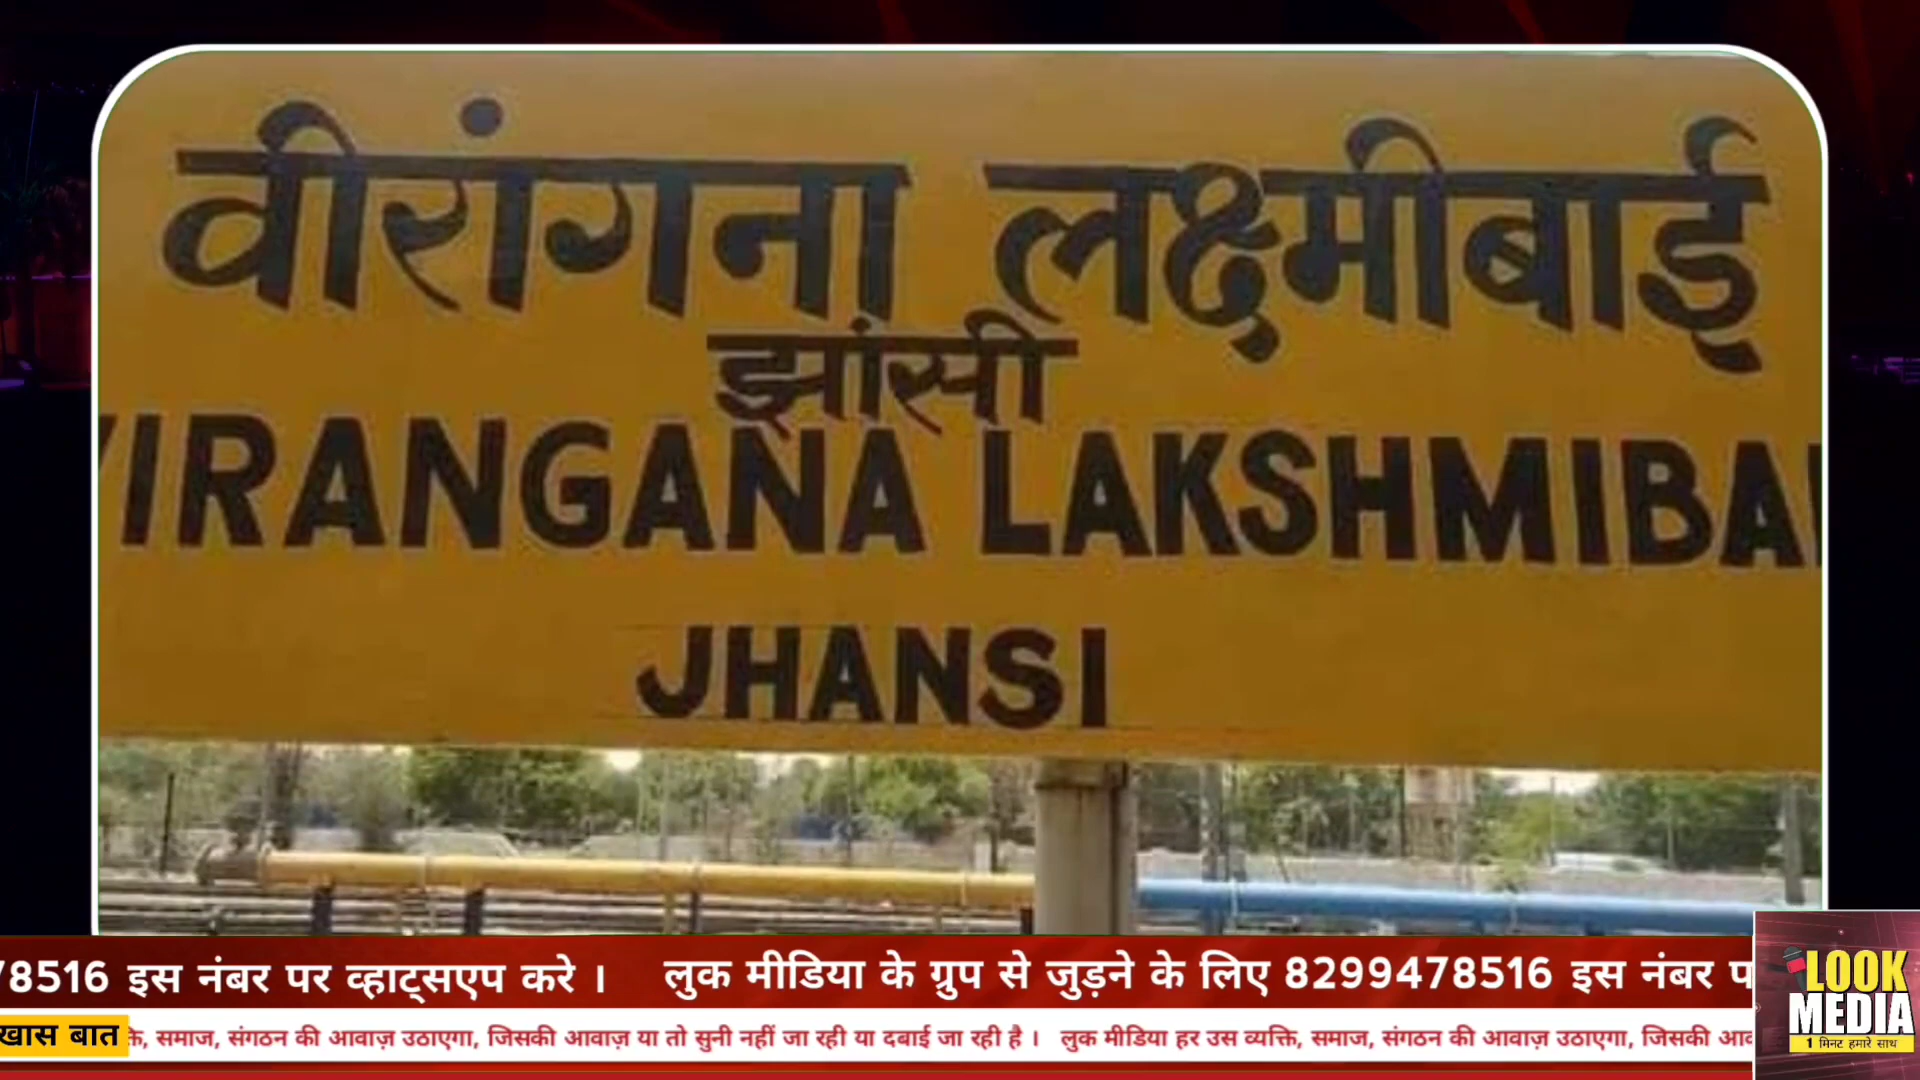 वीरांगना लक्ष्मीबाई
झांसी
VIRANGANA LAKSHMIBAI
JHANSI
78516 इस नंबर पर व्हाट्सएप करे । लुक मीडिया के ग्रुप से जुड़ने के लिए 8299478516 इस नंबर प
खास बात
क्ति, समाज, संगठन की आवाज़ उठाएगा, जिसकी आवाज़ या तो सुनी नहीं जा रही या दबाई जा रही है । लुक मीडिया हर उस व्यक्ति, समाज, संगठन की आवाज़ उठाएगा, जिसकी आव
LOOK
MEDIA
1 मिनट हमारे साथ